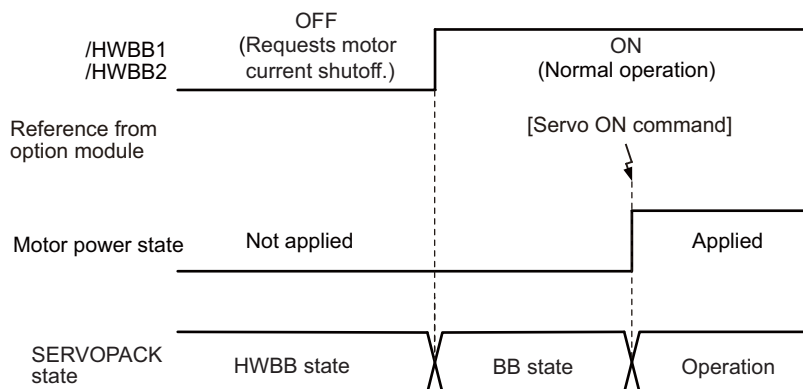 OFF
(Requests motor
current shutoff.)
/HWBB1
/HWBB2
ON
(Normal operation)
Reference from
option module
[Servo ON command]
Motor power state
Not applied
Applied
SERVOPACK
state
HWBB state
BB state
Operation